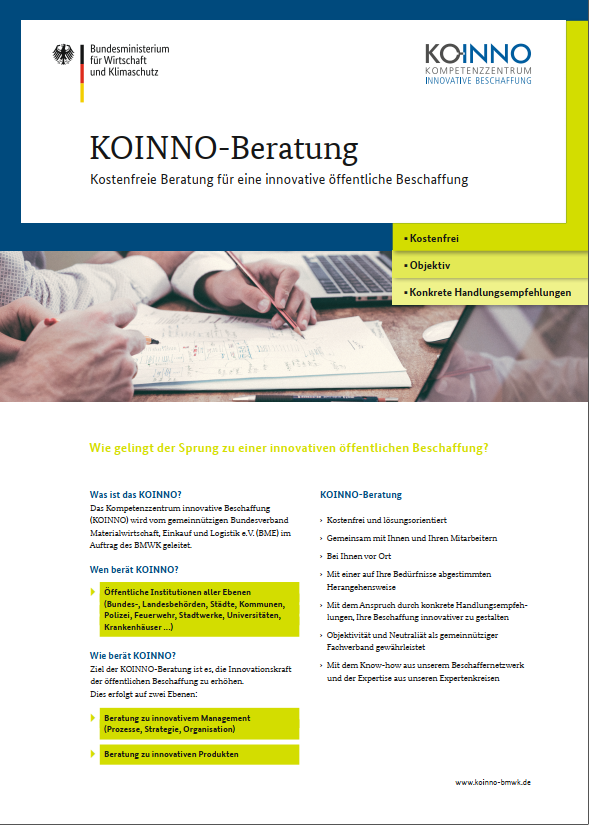 Bundesministerium
für Wirtschaft
und Klimaschutz
KOINNO
KOMPETENZZENTRUM
INNOVATIVE BESCHAFFUNG
KOINNO-Beratung
Kostenfreie Beratung für eine innovative öffentliche Beschaffung
▪ Kostenfrei
▪ Objektiv
▪ Konkrete Handlungsempfehlungen
Wie gelingt der Sprung zu einer innovativen öffentlichen Beschaffung?
Was ist das KOINNO?
Das Kompetenzzentrum innovative Beschaffung
(KOINNO) wird vom gemeinnützigen Bundesverband
Materialwirtschaft, Einkauf und Logistik e.V. (BME) im
Auftrag des BMWK geleitet.
Wen berät KOINNO?
Öffentliche Institutionen aller Ebenen
(Bundes-, Landesbehörden, Städte, Kommunen,
Polizei, Feuerwehr, Stadtwerke, Universitäten,
Krankenhäuser ...)
Wie berät KOINNO?
Ziel der KOINNO-Beratung ist es, die Innovationskraft
der öffentlichen Beschaffung zu erhöhen.
Dies erfolgt auf zwei Ebenen:
Beratung zu innovativem Management
(Prozesse, Strategie, Organisation)
Beratung zu innovativen Produkten
KOINNO-Beratung
› Kostenfrei und lösungsorientiert
› Gemeinsam mit Ihnen und Ihren Mitarbeitern
› Bei Ihnen vor Ort
› Mit einer auf Ihre Bedürfnisse abgestimmten
Herangehensweise
› Mit dem Anspruch durch konkrete Handlungsempfeh-
lungen, Ihre Beschaffung innovativer zu gestalten
› Objektivität und Neutraliät als gemeinnütziger
Fachverband gewährleistet
› Mit dem Know-how aus unserem Beschaffernetzwerk
und der Expertise aus unseren Expertenkreisen
www.koinno-bmwk.de